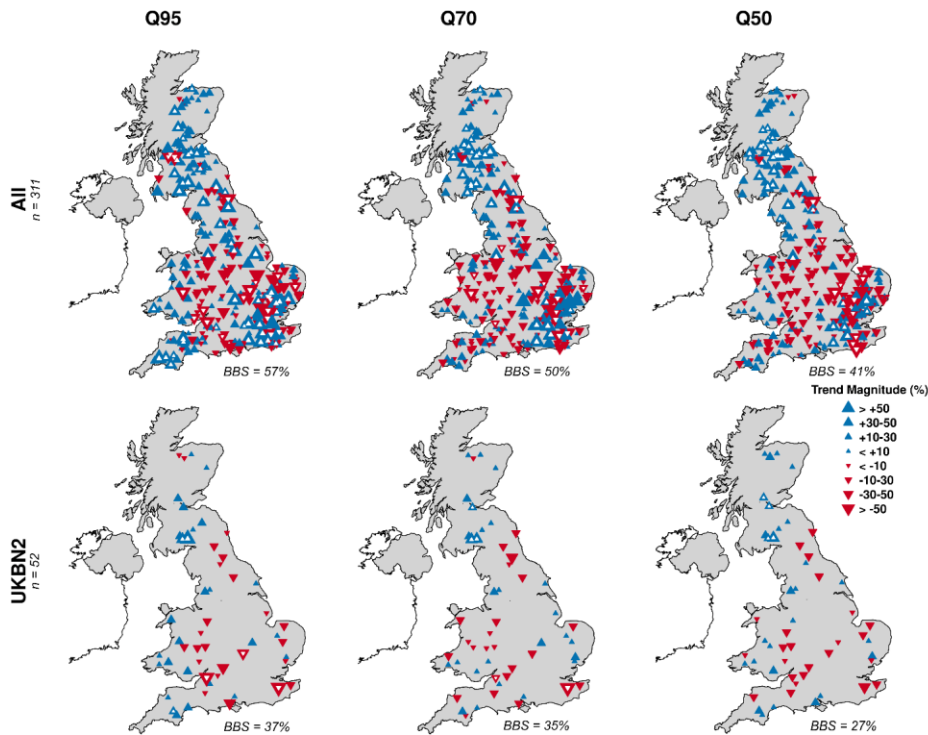 Q95 Q70 Q50
All
n = 311
BBS = 57% BBS = 50% BBS = 41%
Trend Magnitude (%)
> +50
+30-50
+10-30
< +10
< -10
-10-30
-30-50
> -50
UKBN2
n = 52
BBS = 37% BBS = 35% BBS = 27%